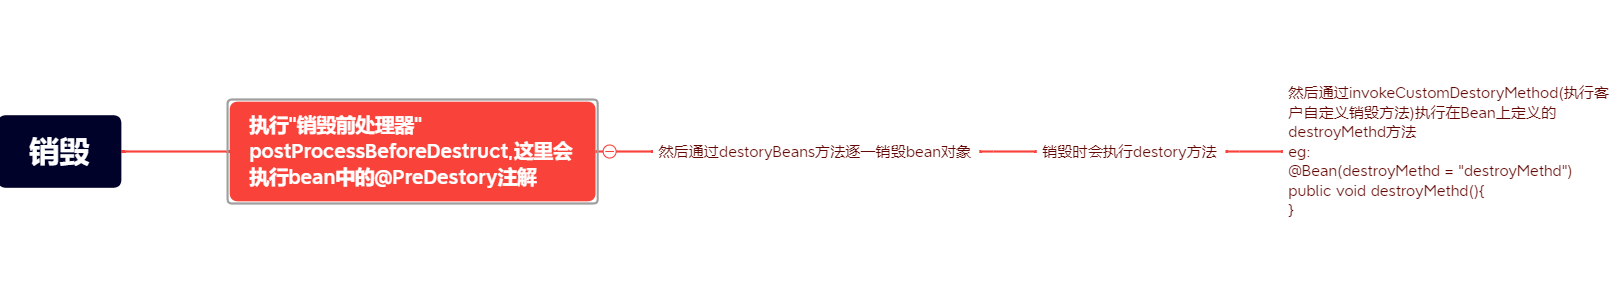 销毁
执行"销毁前处理器"
postProcessBeforeDestruct,这里会
执行bean中的@PreDestory注解
然后通过destoryBeans方法逐一销毁bean对象
销毁时会执行destory方法
然后通过invokeCustomDestoryMethod(执行客
户自定义销毁方法)执行在Bean上定义的
destroyMethd方法
eg:
@Bean(destroyMethd = "destroyMethd")
public void destroyMethd(){
}